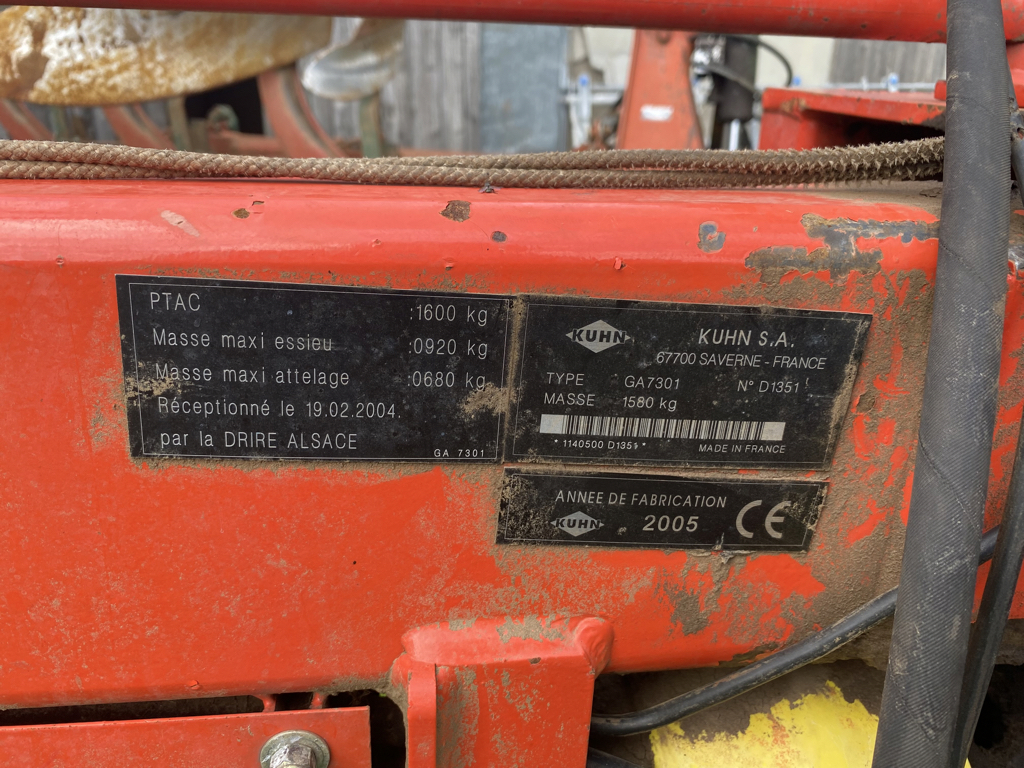 PTAC :1600 kg
Masse maxi essieu :0920 kg
Masse maxi attelage :0680 kg
Réceptionné le 19.02.2004.
par la DRIRE ALSACE
GA 7301
KUHN
KUHN S.A.
67700 SAVERNE - FRANCE
TYPE GA7301 N° D1351
MASSE 1580 kg
* 1140500 D1351 *
MADE IN FRANCE
ANNEE DE FABRICATION
KUHN 2005 CE